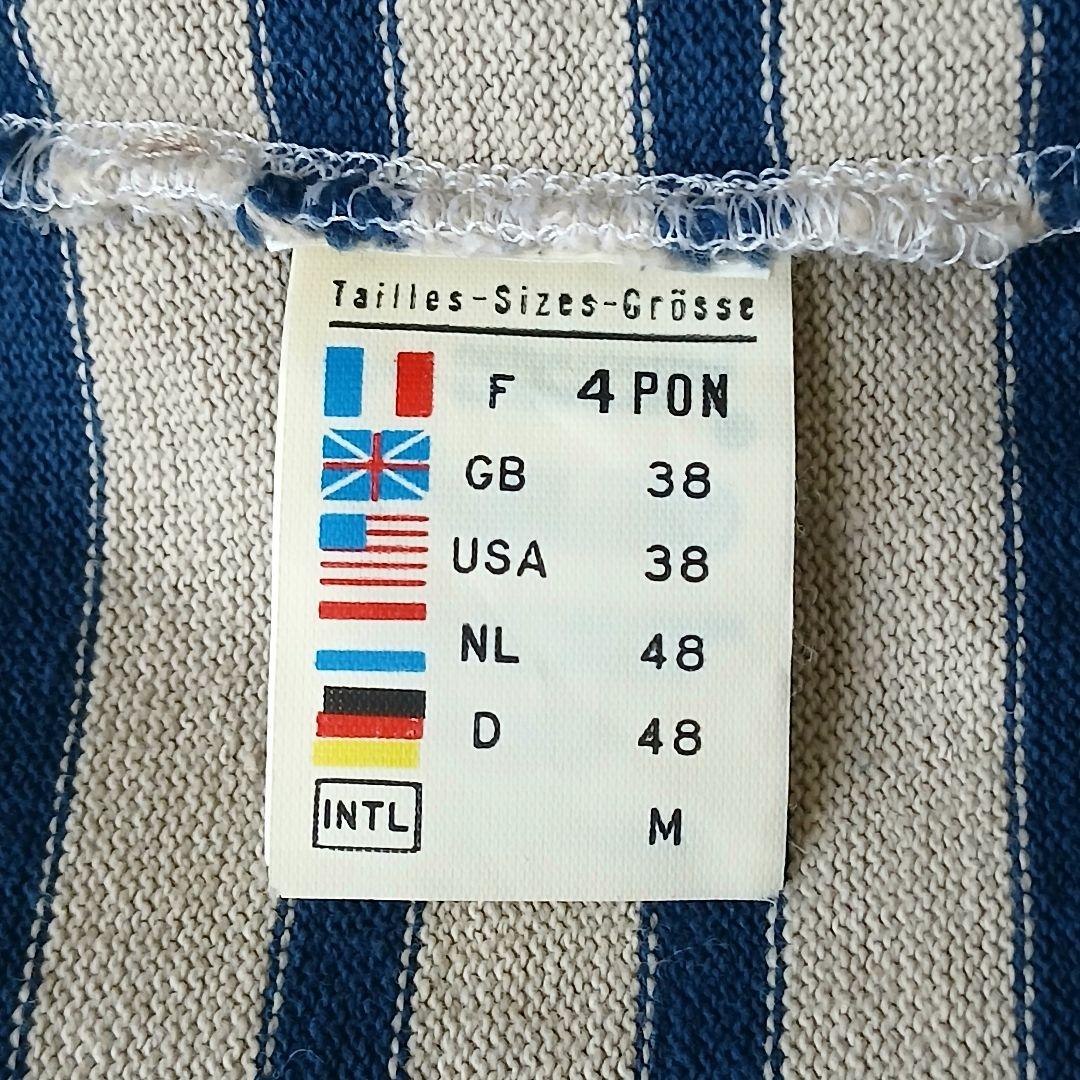 Tailles-Sizes-Grösse
F 4 PON
GB 38
USA 38
NL 48
D 48
INTL M